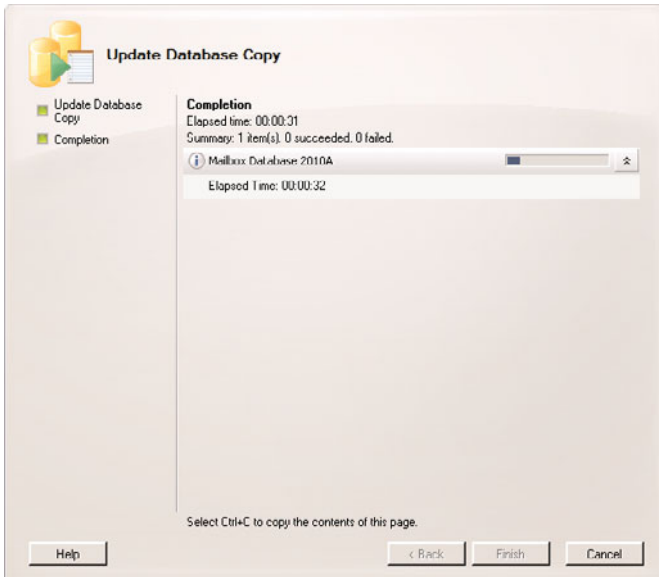 Update Database Copy
Update Database
Copy
Completion
Completion
Elapsed time: 00:00:31
Summary: 1 item(s). 0 succeeded, 0 failed.
Mailbox Database 2010A
Elapsed Time: 00:00:32
Select Ctrl+C to copy the contents of this page.
Help
< Back
Finish
Cancel